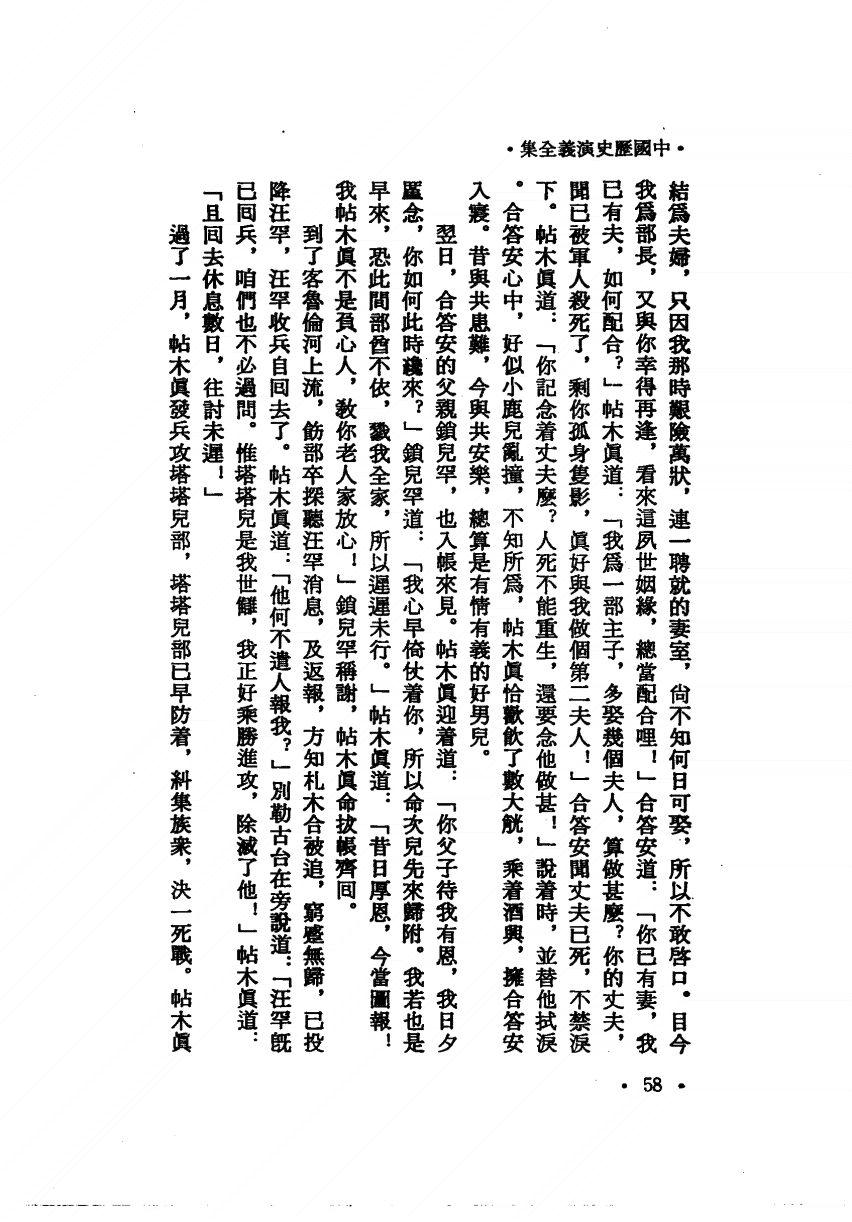 ·中國歷史演義全集·
結爲夫婦，只因我那時艱險萬狀，連一聘就的妻室，尙不知何日可娶，所以不敢啓口。目今
我爲部長，又與你幸得再逢，看來這夙世姻緣，總當配合哩！」合答安道：「你已有妻，我
已有夫，如何配合？」帖木眞道：「我爲一部主子，多娶幾個夫人，算做甚麼？你的丈夫，
聞已被軍人殺死了，剩你孤身隻影，眞好與我做個第二夫人！」合答安聞丈夫已死，不禁淚
下。帖木眞道：「你記念着丈夫麼？人死不能重生，還要念他做甚！」說着時，並替他拭淚
。合答安心中，好似小鹿兒亂撞，不知所爲，帖木眞恰歡飲了數大觥，乘着酒興，擁合答安
入寢。昔與共患難，今與共安樂，總算是有情有義的好男兒。
翌日，合答安的父親鎖兒罕，也入帳來見。帖木眞迎着道：「你父子待我有恩，我日夕
厪念，你如何此時纔來？」鎖兒罕道：「我心早倚仗着你，所以命次兒先來歸附。我若也是
早來，恐此間部酋不依，戮我全家，所以遲遲未行。」帖木眞道：「昔日厚恩，今當圖報！
我帖木眞不是負心人，敎你老人家放心！」鎖兒罕稱謝，帖木眞命拔帳齊回。
到了客魯倫河上流，飭部卒探聽汪罕消息，及返報，方知札木合被追，窮蹙無歸，已投
降汪罕，汪罕收兵自回去了。帖木眞道：「他何不遣人報我？」別勒古台在旁說道：「汪罕旣
已回兵，咱們也不必過問。惟塔塔兒是我世讎，我正好乘勝進攻，除滅了他！」帖木眞道：
「且回去休息數日，往討未遲！」
過了一月，帖木眞發兵攻塔塔兒部，塔塔兒部已早防着，糾集族衆，決一死戰。帖木眞
·58·